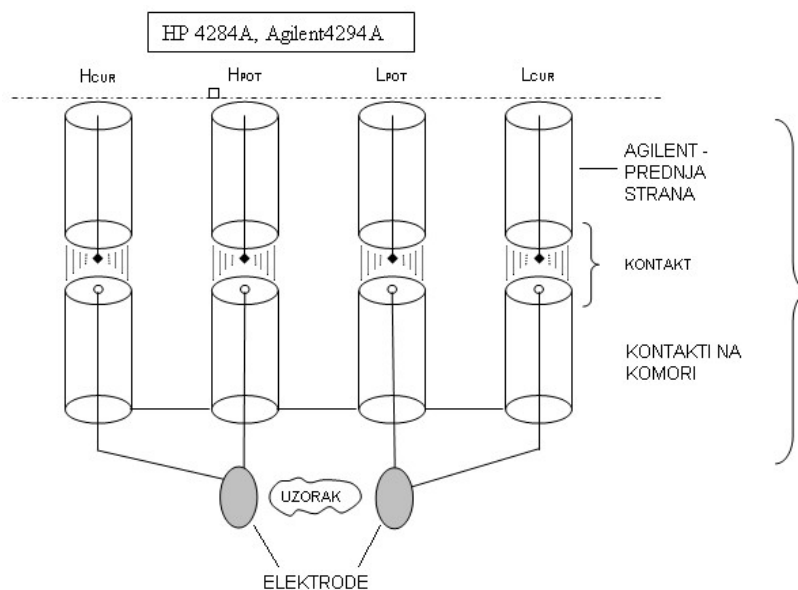 HP 4284A, Agilent4294A
HCUR
HPOT
LPOT
LCUR
AGILENT -
PREDNJA
STRANA
KONTAKT
KONTAKTI NA
KOMORI
UZORAK
ELEKTRODE